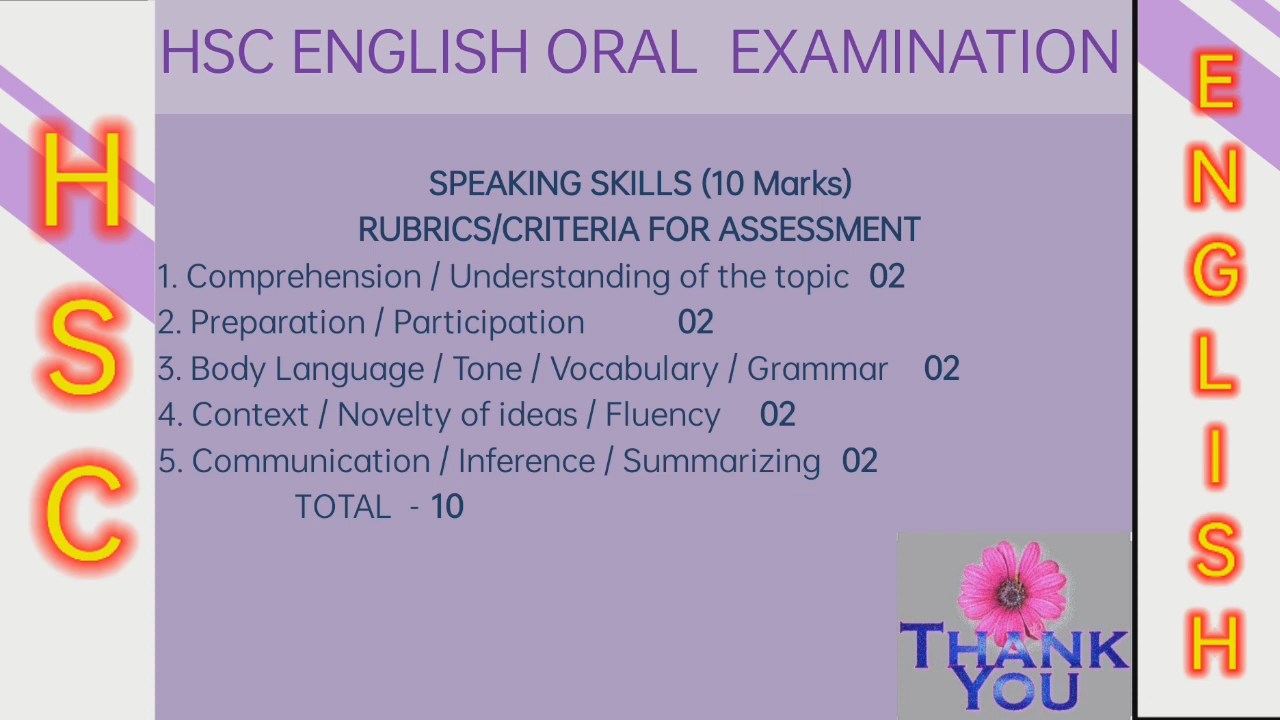 HSC ENGLISH ORAL EXAMINATION
H
S
C
SPEAKING SKILLS (10 Marks)
RUBRICS/CRITERIA FOR ASSESSMENT
1. Comprehension / Understanding of the topic 02
2. Preparation / Participation 02
3. Body Language / Tone / Vocabulary / Grammar 02
4. Context / Novelty of ideas / Fluency 02
5. Communication / Inference / Summarizing 02
TOTAL - 10
THANK
YOU
E
N
G
L
I
S
H